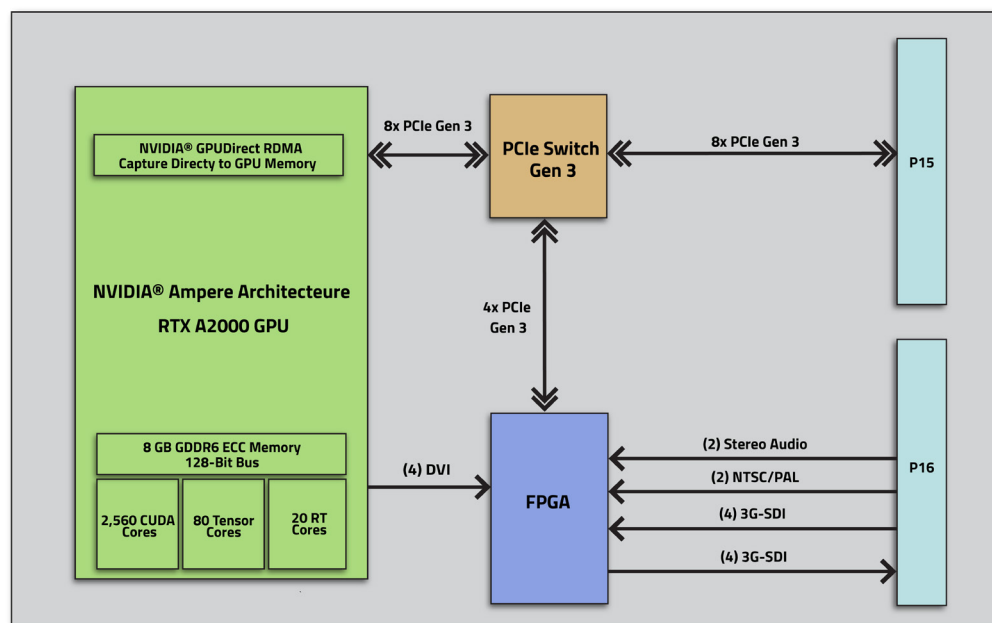 NVIDIA® GPUDirect RDMA
Capture Directy to GPU Memory
NVIDIA® Ampere Architecteure
RTX A2000 GPU
8 GB GDDR6 ECC Memory
128-Bit Bus
2,560 CUDA
Cores
80 Tensor
Cores
20 RT
Cores
8x PCIe Gen 3
PCIe Switch
Gen 3
8x PCIe Gen 3
P15
4x PCIe
Gen 3
(4) DVI
FPGA
(2) Stereo Audio
(2) NTSC/PAL
(4) 3G-SDI
(4) 3G-SDI
P16